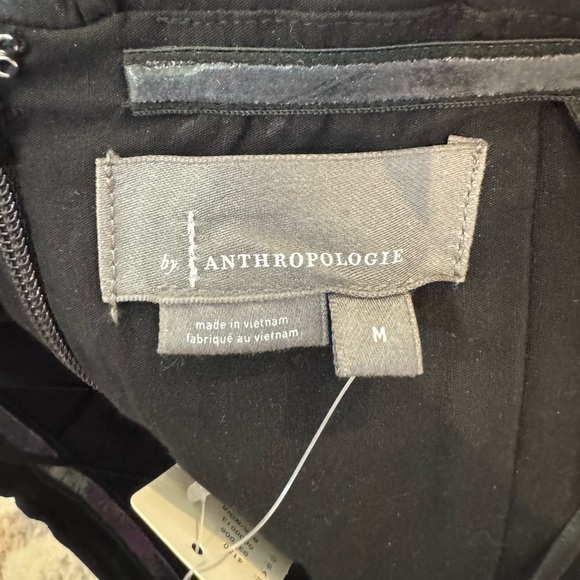 by ANTHROPOLOGIE
made in vietnam
fabriqué au vietnam
M